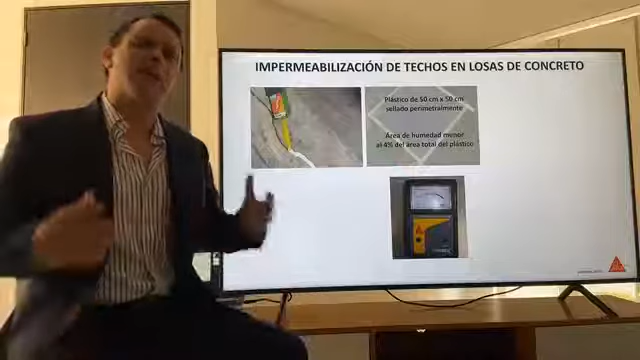 IMPERMEABILIZACIÓN DE TECHOS EN LOSAS DE CONCRETO
Plástico de 50 cm x 50 cm
sellado perimetralmente
Área de humedad menor
al 4% del área total del plástico